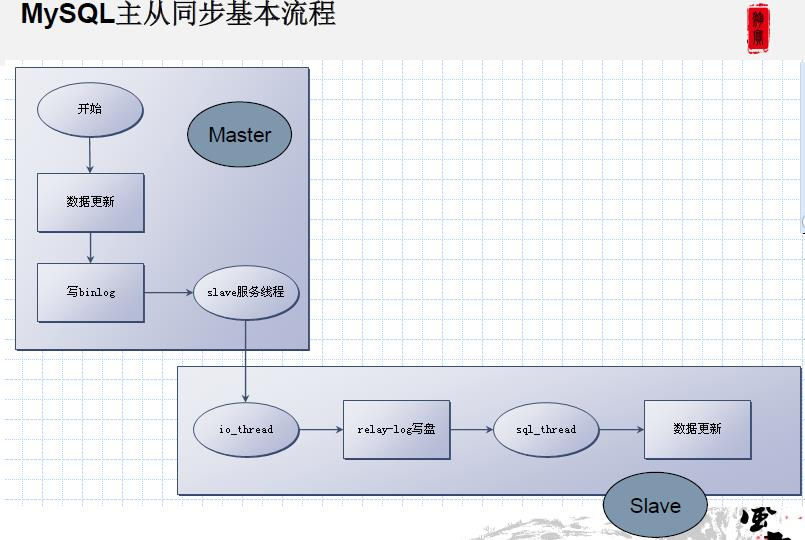 MySQL主从同步基本流程
开始
Master
数据更新
写binlog
slave服务线程
io_thread
relay-log写盘
sql_thread
数据更新
Slave